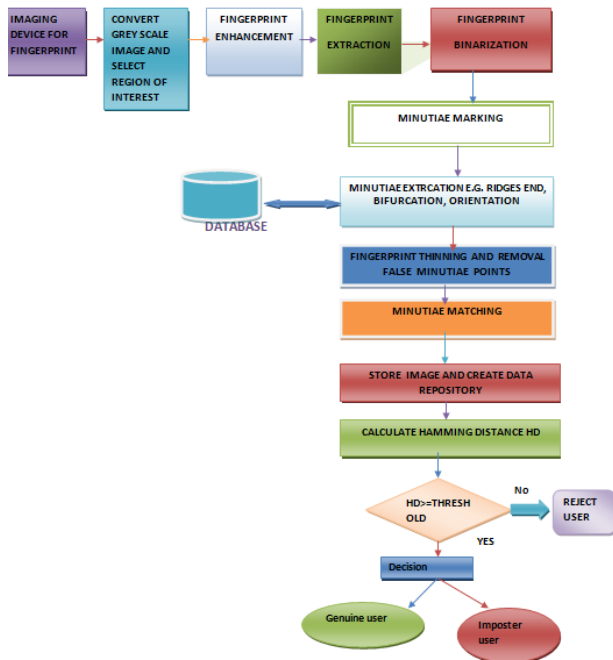 IMAGING
DEVICE FOR
FINGERPRINT
CONVERT
GREY SCALE
IMAGE AND
SELECT
REGION OF
INTEREST
FINGERPRINT
ENHANCEMENT
FINGERPRINT
EXTRACTION
FINGERPRINT
BINARIZATION
MINUTIAE MARKING
MINUTIAE EXTRCATION E.G. RIDGES END,
BIFURCATION, ORIENTATION
DATABASE
FINGERPRINT THINNING AND REMOVAL
FALSE MINUTIAE POINTS
MINUTIAE MATCHING
STORE IMAGE AND CREATE DATA
REPOSITORY
CALCULATE HAMMING DISTANCE HD
HD>=THRESH
OLD
No
REJECT
USER
YES
Decision
Genuine user
Imposter
user